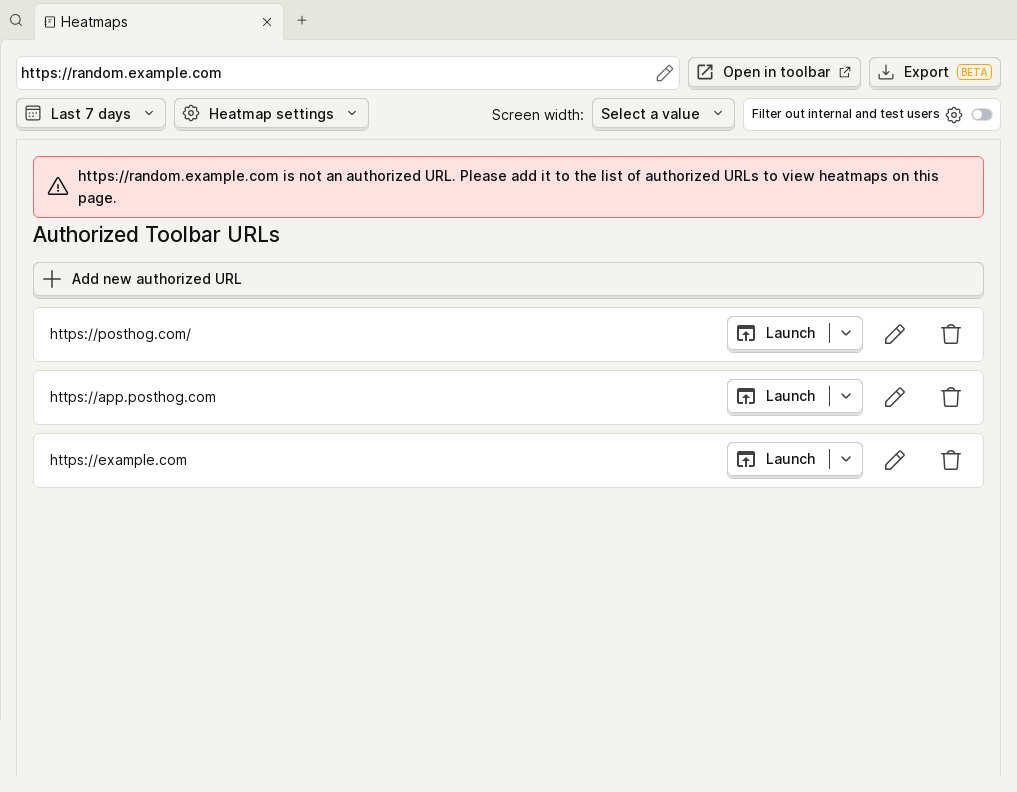 Heatmaps
https://random.example.com
Open in toolbar
Export BETA
Last 7 days
Heatmap settings
Screen width:
Select a value
Filter out internal and test users
https://random.example.com is not an authorized URL. Please add it to the list of authorized URLs to view heatmaps on this
page.
Authorized Toolbar URLs
Add new authorized URL
https://posthog.com/
Launch
https://app.posthog.com
Launch
https://example.com
Launch